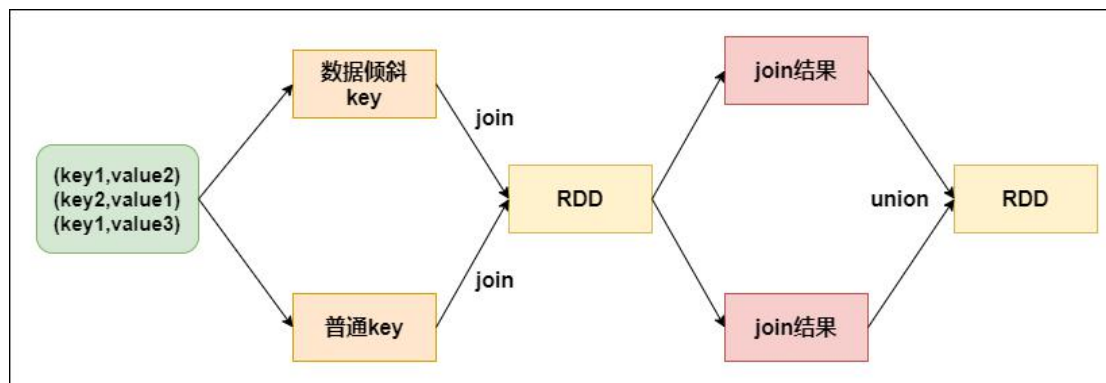 (key1,value2)
(key2,value1)
(key1,value3)
数据倾斜
key
普通key
join
join
RDD
join结果
join结果
union
RDD